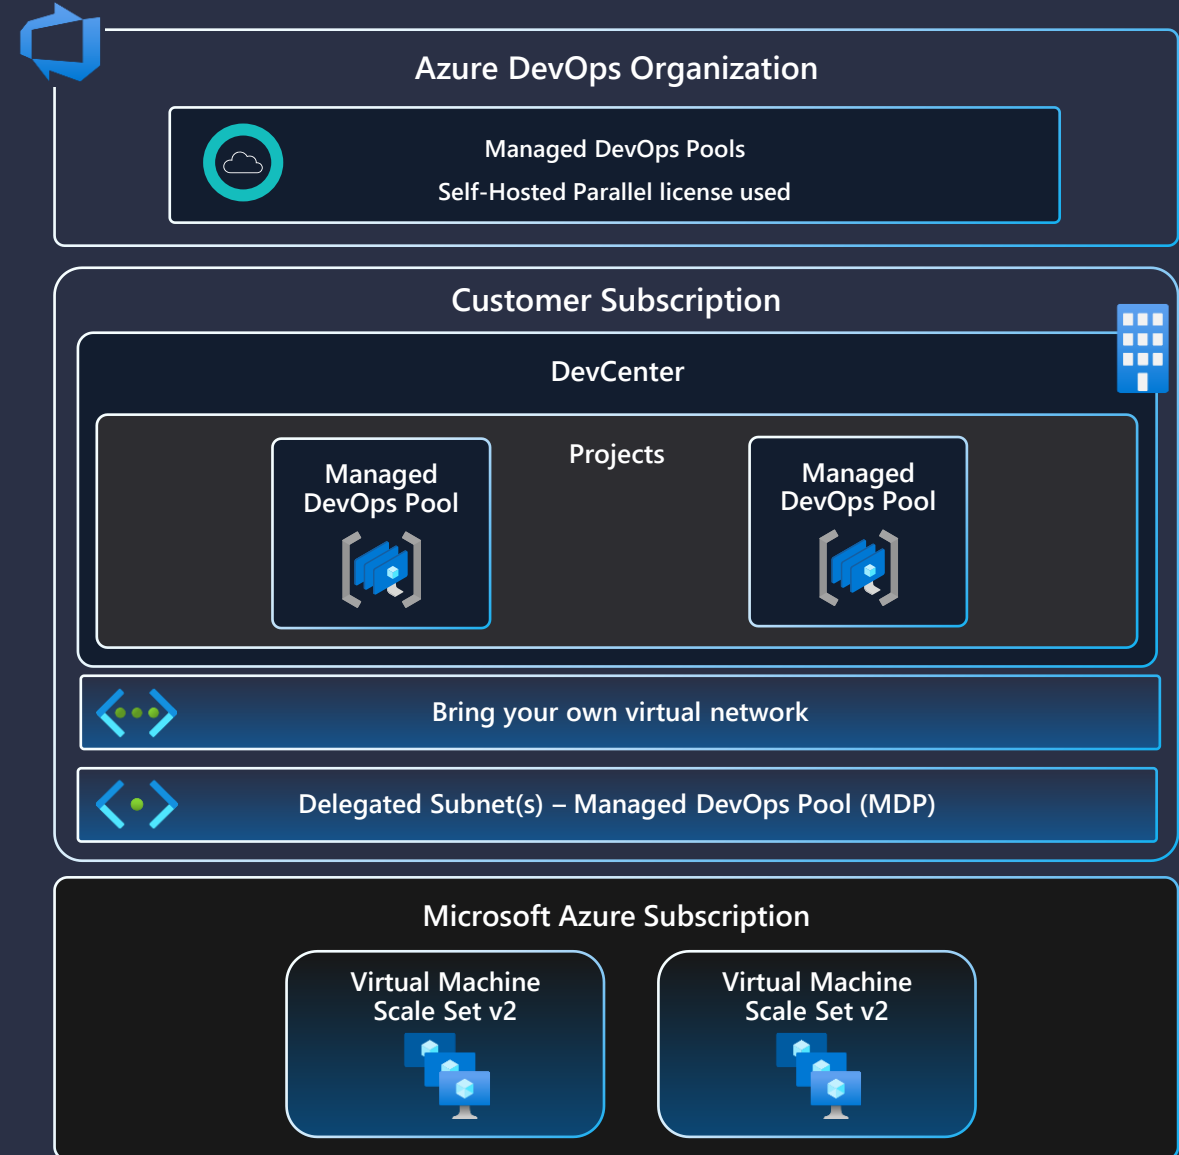 Azure DevOps Organization
Managed DevOps Pools
Self-Hosted Parallel license used
Customer Subscription
DevCenter
Projects
Managed
DevOps Pool
Managed
DevOps Pool
Bring your own virtual network
Delegated Subnet(s) – Managed DevOps Pool (MDP)
Microsoft Azure Subscription
Virtual Machine
Scale Set v2
Virtual Machine
Scale Set v2